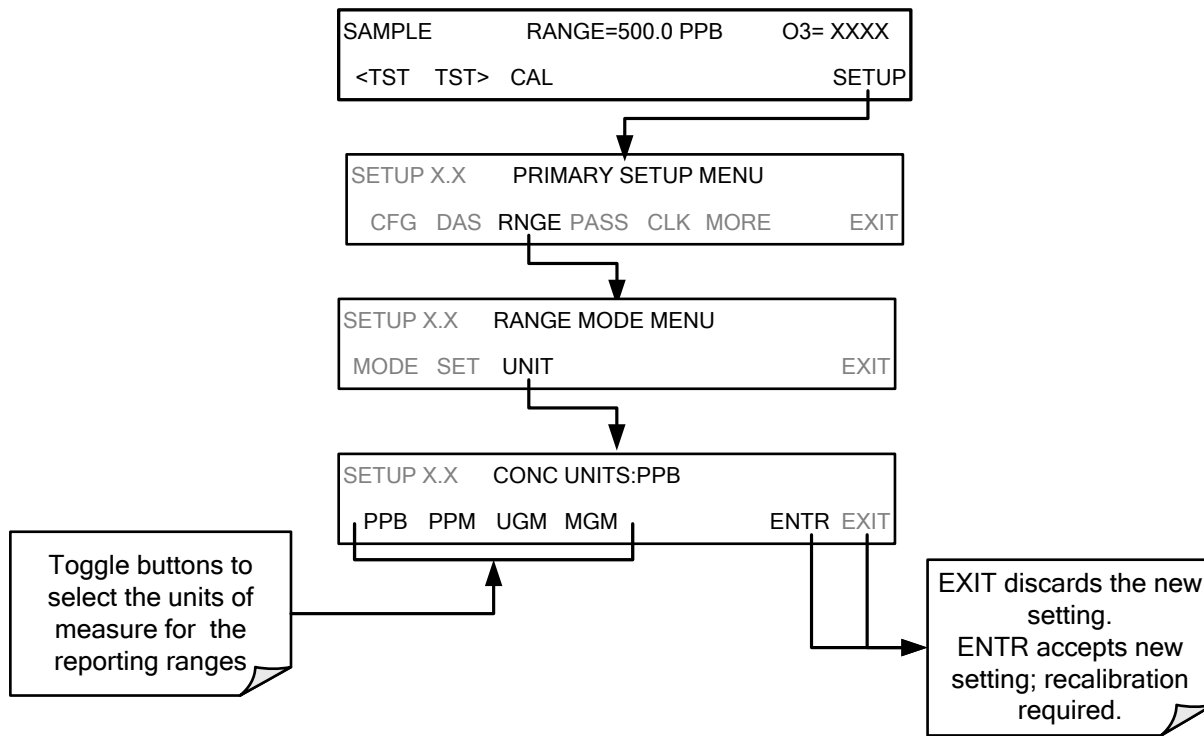 SAMPLE RANGE=500.0 PPB O3= XXXX
<TST TST> CAL SETUP
SETUP X.X PRIMARY SETUP MENU
CFG DAS RNGE PASS CLK MORE EXIT
SETUP X.X RANGE MODE MENU
MODE SET UNIT EXIT
SETUP X.X CONC UNITS:PPB
PPB PPM UGM MGM ENTR EXIT
Toggle buttons to
select the units of
measure for the
reporting ranges
EXIT discards the new
setting.
ENTR accepts new
setting; recalibration
required.